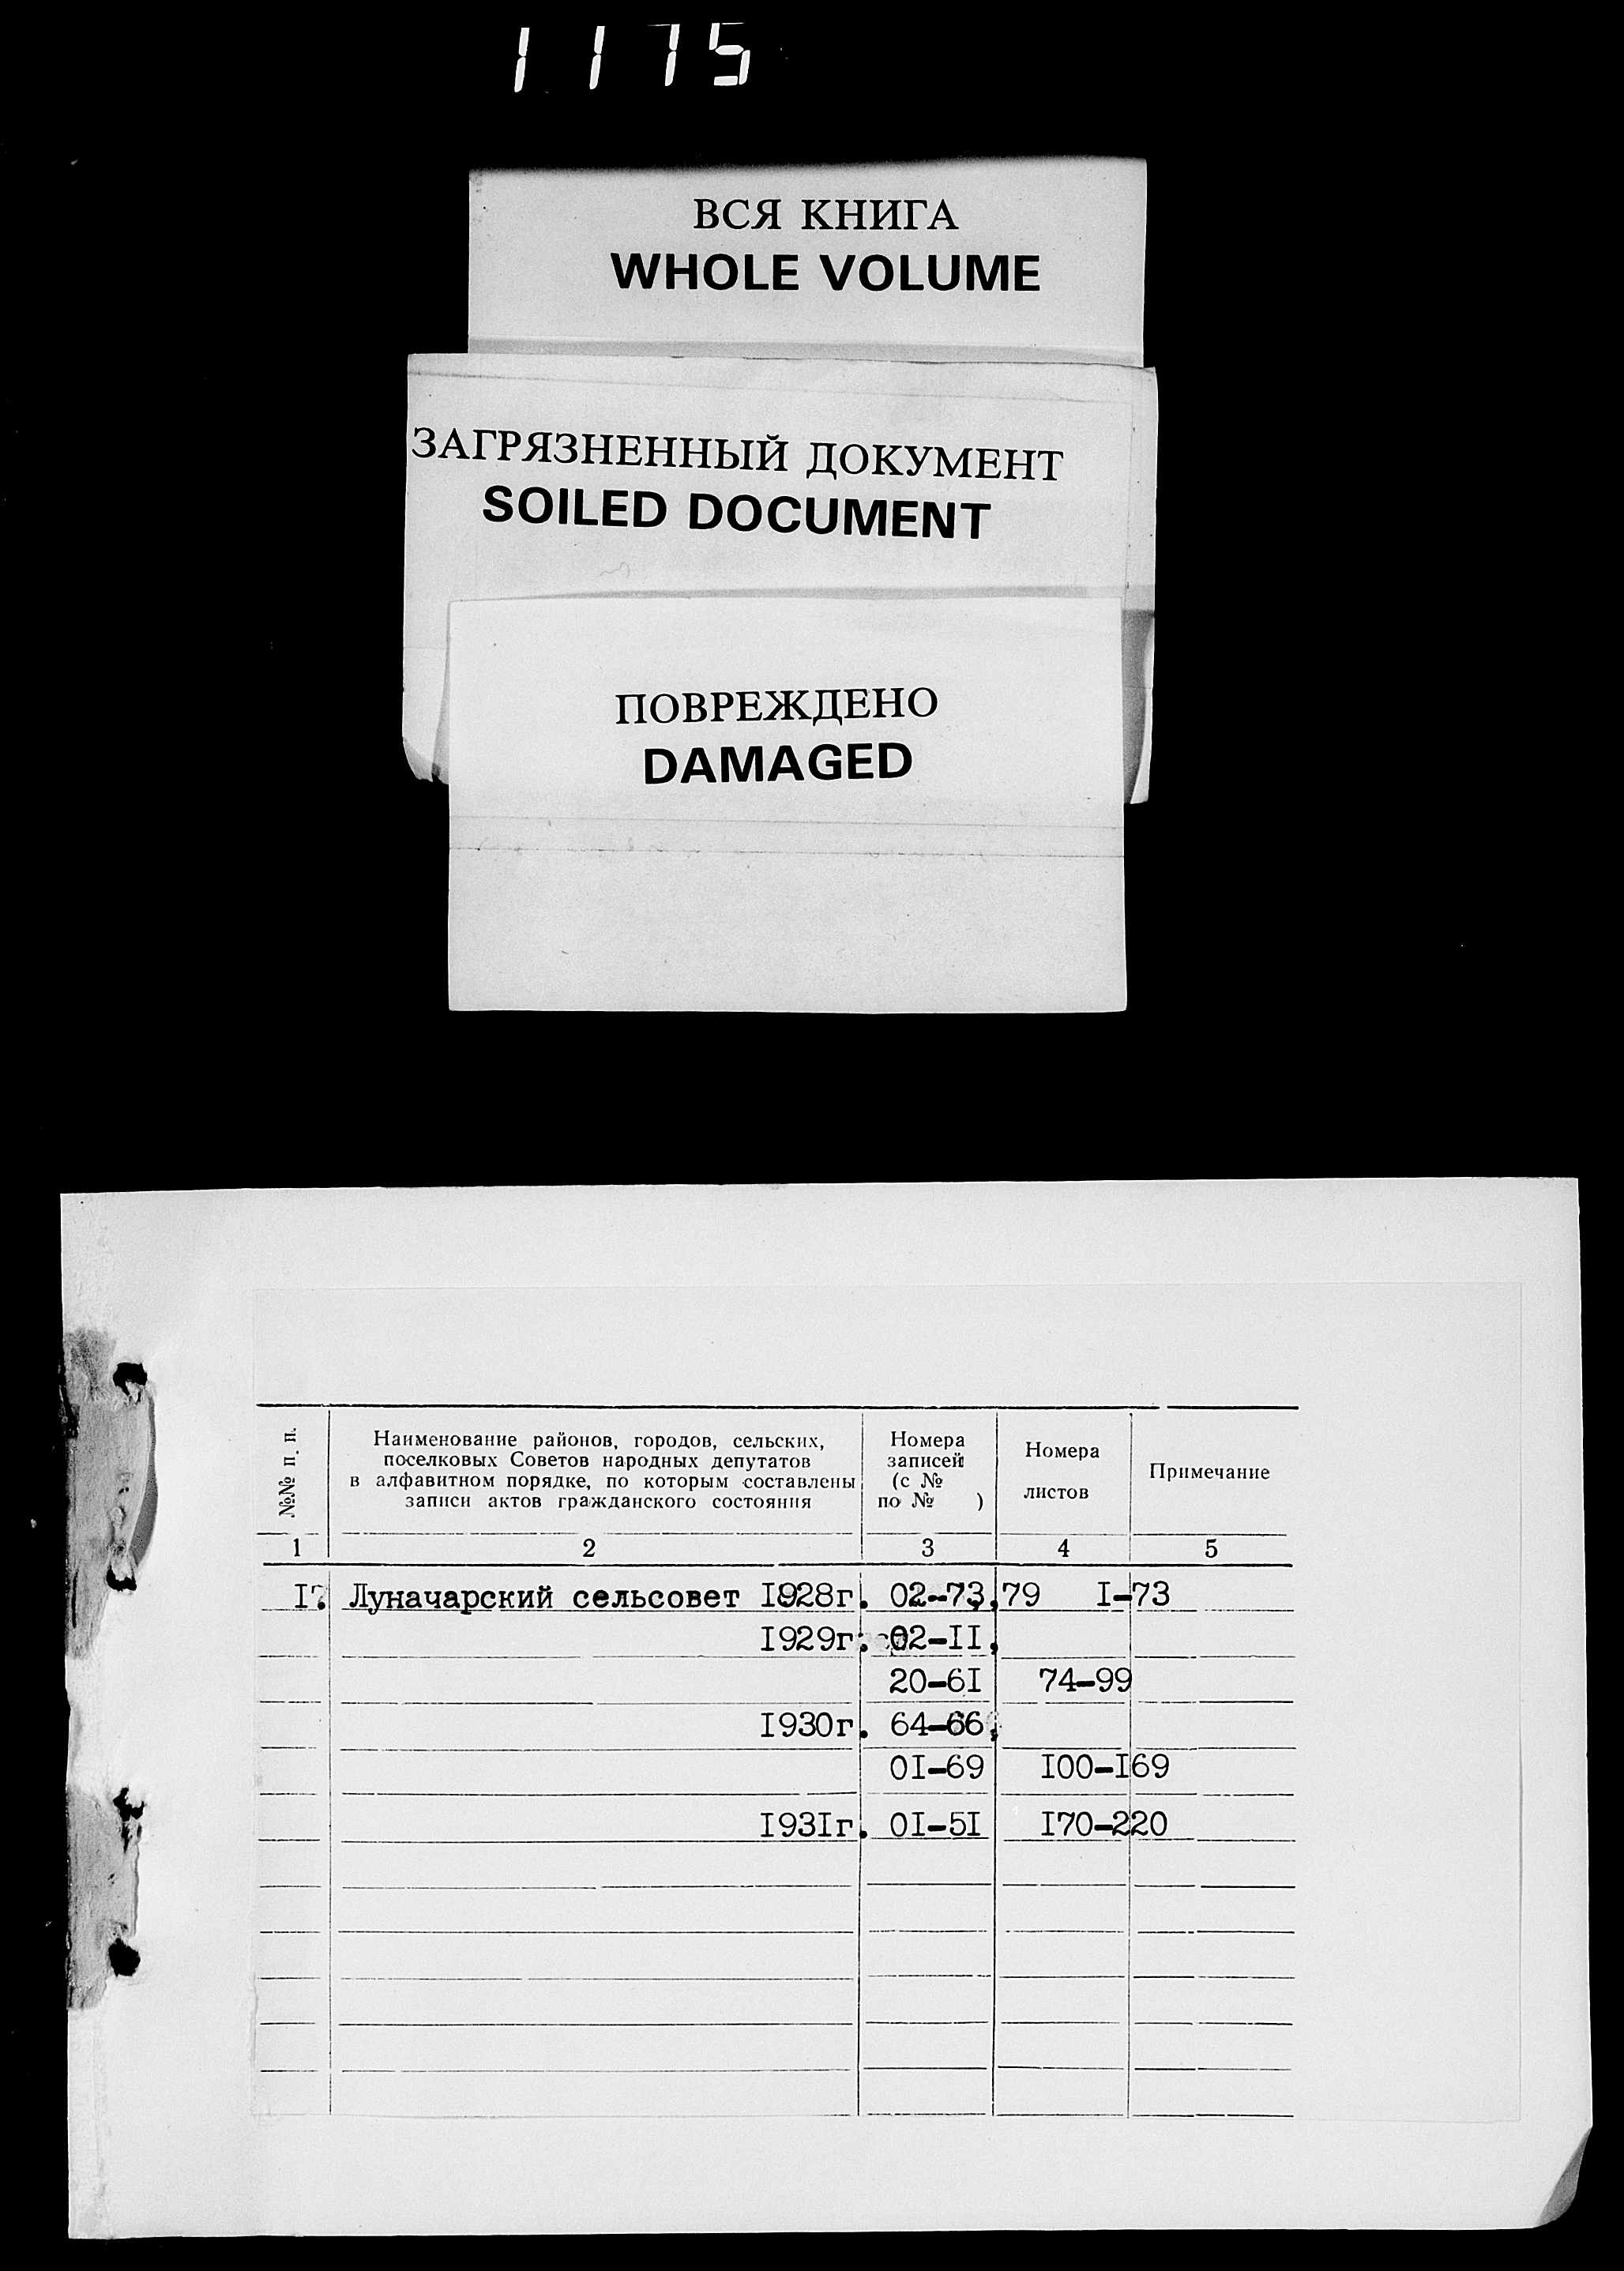 1175
ВСЯ КНИГА
WHOLE VOLUME
ЗАГРЯЗНЕННЫЙ ДОКУМЕНТ
SOILED DOCUMENT
ПОВРЕЖДЕНО
DAMAGED
№№ п. п.
Наименование районов, городов, сельских,
поселковых Советов народных депутатов
в алфавитном порядке, по которым составлены
записи актов гражданского состояния
Номера
записей
(с №
по № )
Номера
листов
Примечание
1 2 3 4 5
I. Луначарский сельсовет I928г. 02-73,79 I-73
I929г. 02-II,
20-6I 74-99
I930г. 64-66,
0I-69 I00-I69
I93Iг. 0I-5I I70-220